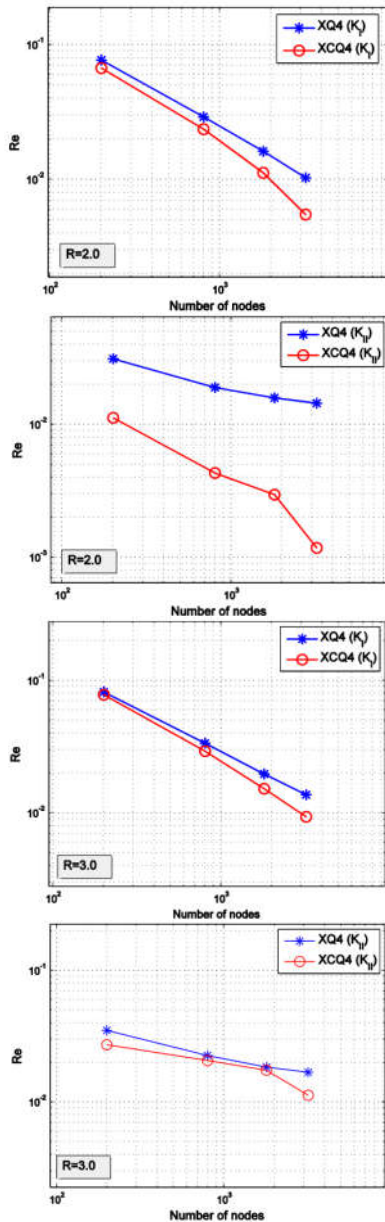 XQ4 (K_I)
XCQ4 (K_I)
10^-1
10^-2
Re
R=2.0
10^2
10^3
Number of nodes
XQ4 (K_II)
XCQ4 (K_II)
10^-2
10^-3
Re
R=2.0
10^2
10^3
Number of nodes
XQ4 (K_I)
XCQ4 (K_I)
10^-1
10^-2
Re
R=3.0
10^2
10^3
Number of nodes
XQ4 (K_II)
XCQ4 (K_II)
10^-1
10^-2
Re
R=3.0
10^2
10^3
Number of nodes